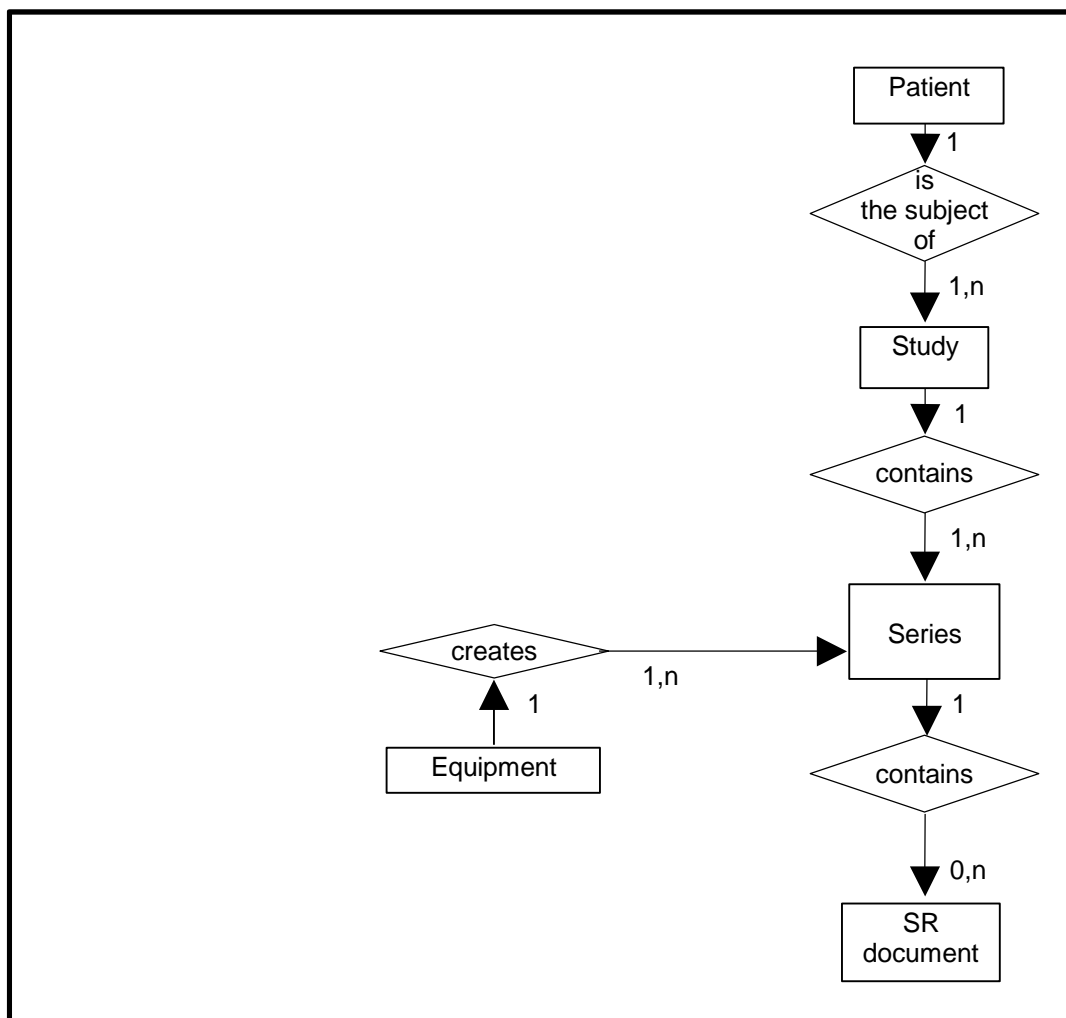 Patient
1
is
the subject
of
1,n
Study
1
contains
1,n
Series
creates
1,n
1
1
Equipment
contains
0,n
SR
document